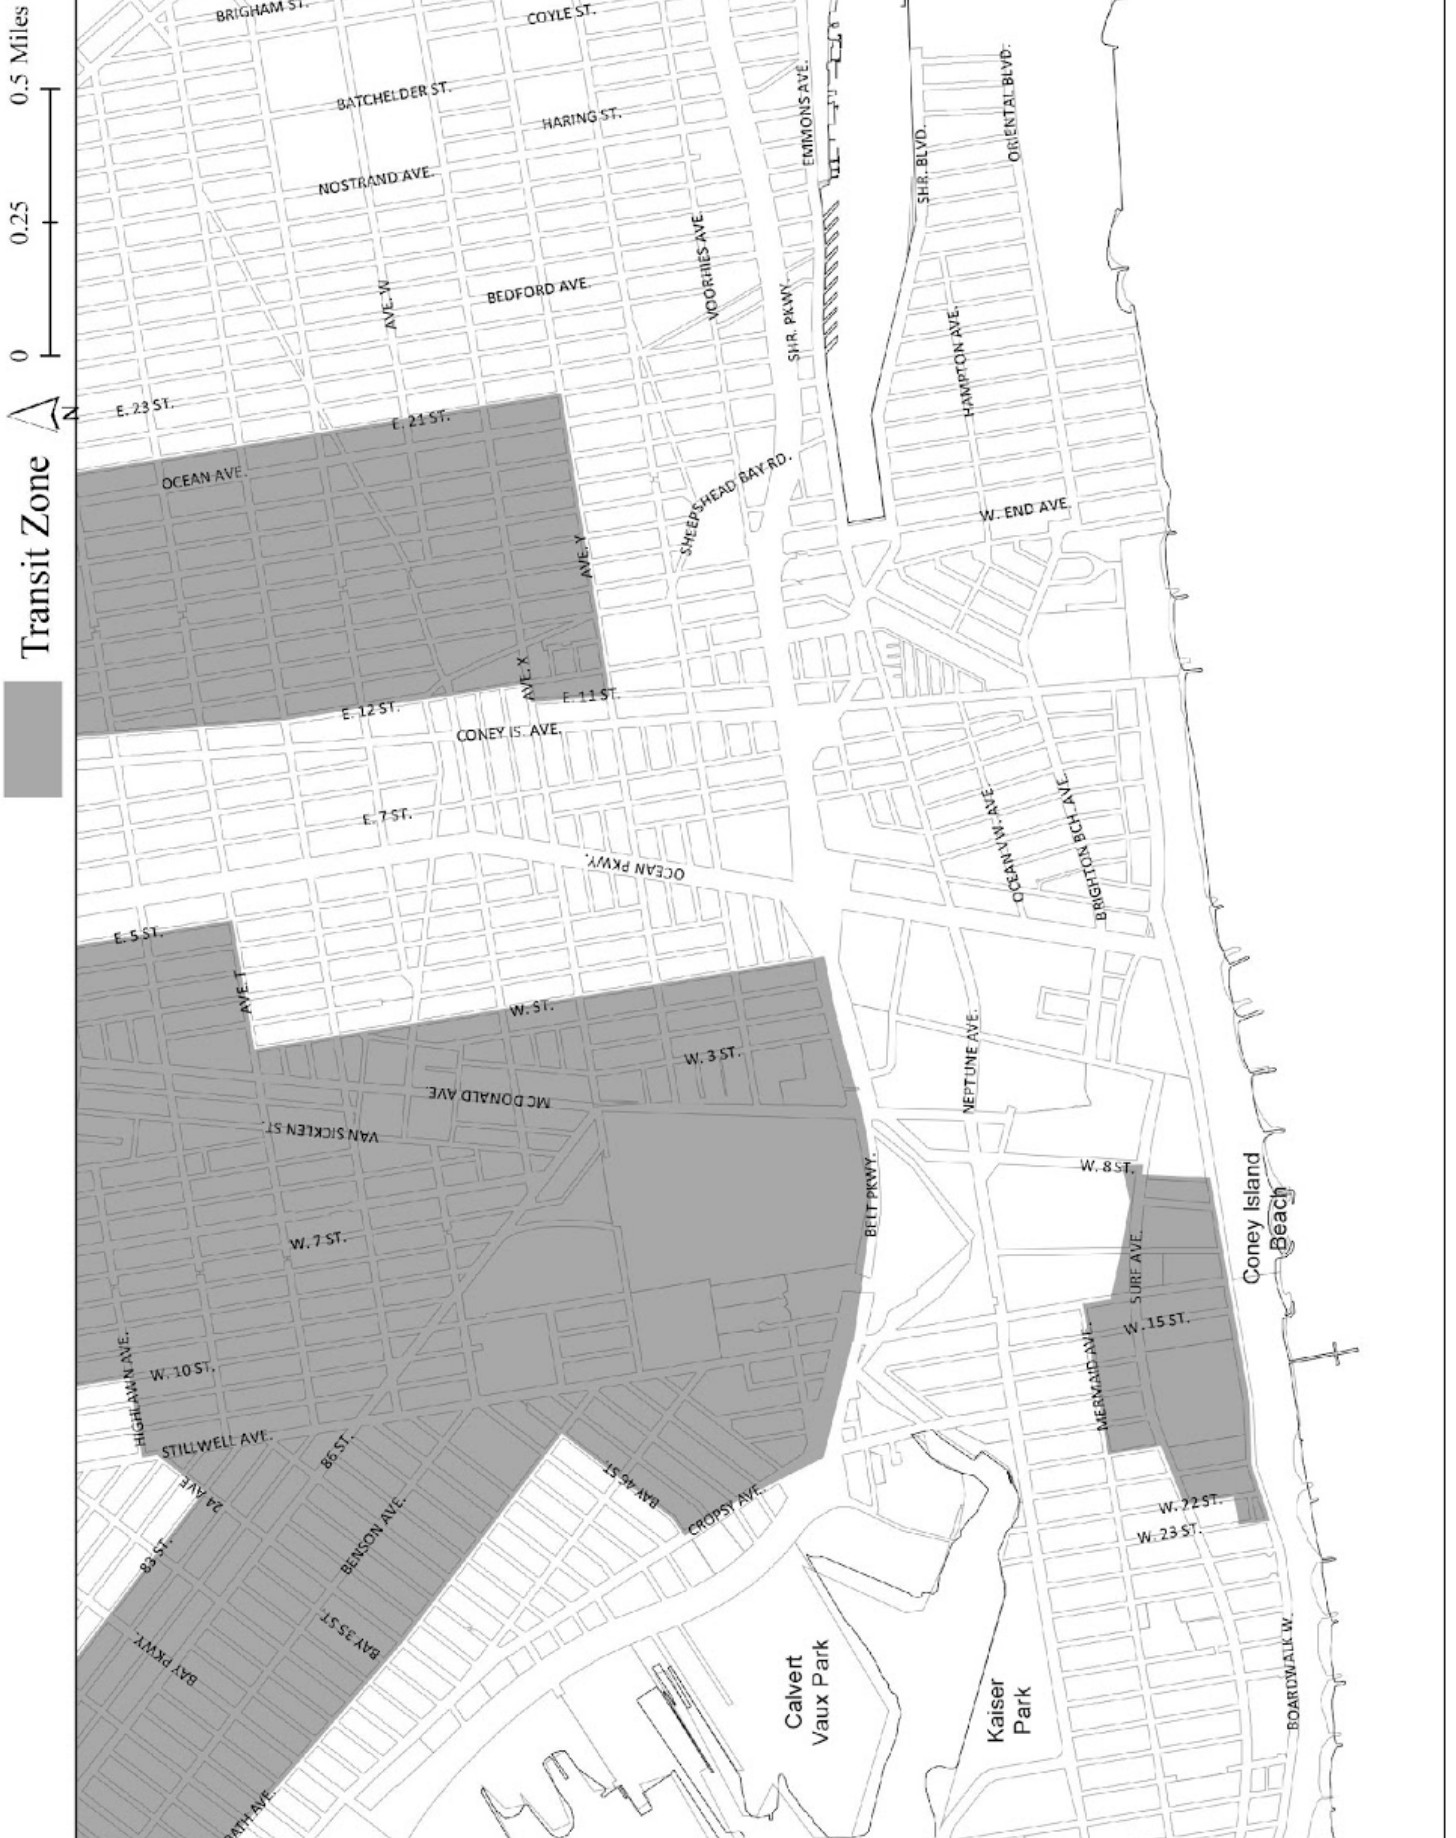 Transit Zone
0
0.25
0.5 Miles
N
BRIGHAM ST.
COYLE ST.
BATCHELDER ST.
HARING ST.
NOSTRAND AVE.
EMMONS AVE.
ORIENTAL BLVD.
SHR. BLVD.
AVE. W
BEDFORD AVE.
VOORHIES AVE.
SHR. PKWY.
HAMPTON AVE.
E. 23 ST.
E. 21 ST.
OCEAN AVE.
SHEEPSHEAD BAY RD.
W. END AVE.
AVE. Y
AVE. X
E. 11 ST.
E. 12 ST.
CONEY IS. AVE.
E. 7 ST.
OCEAN PKWY.
OCEAN VW. AVE.
BRIGHTON BCH. AVE.
E. 5 ST.
AVE. T
W. ST.
W. 3 ST.
NEPTUNE AVE.
MC DONALD AVE.
VAN SICKLEN ST.
BELT PKWY.
W. 8 ST.
W. 7 ST.
SURF AVE.
Coney Island
Beach
W. 15 ST.
MERMAID AVE.
HIGHLAWN AVE.
W. 10 ST.
STILLWELL AVE.
86 ST.
24 AVE.
BAY 46 ST.
CROPSY AVE.
W. 22 ST.
W. 23 ST.
83 ST.
BENSON AVE.
BAY 35 ST.
BAY PKWY.
Calvert
Vaux Park
Kaiser
Park
BOARDWALK W.
BATH AVE.